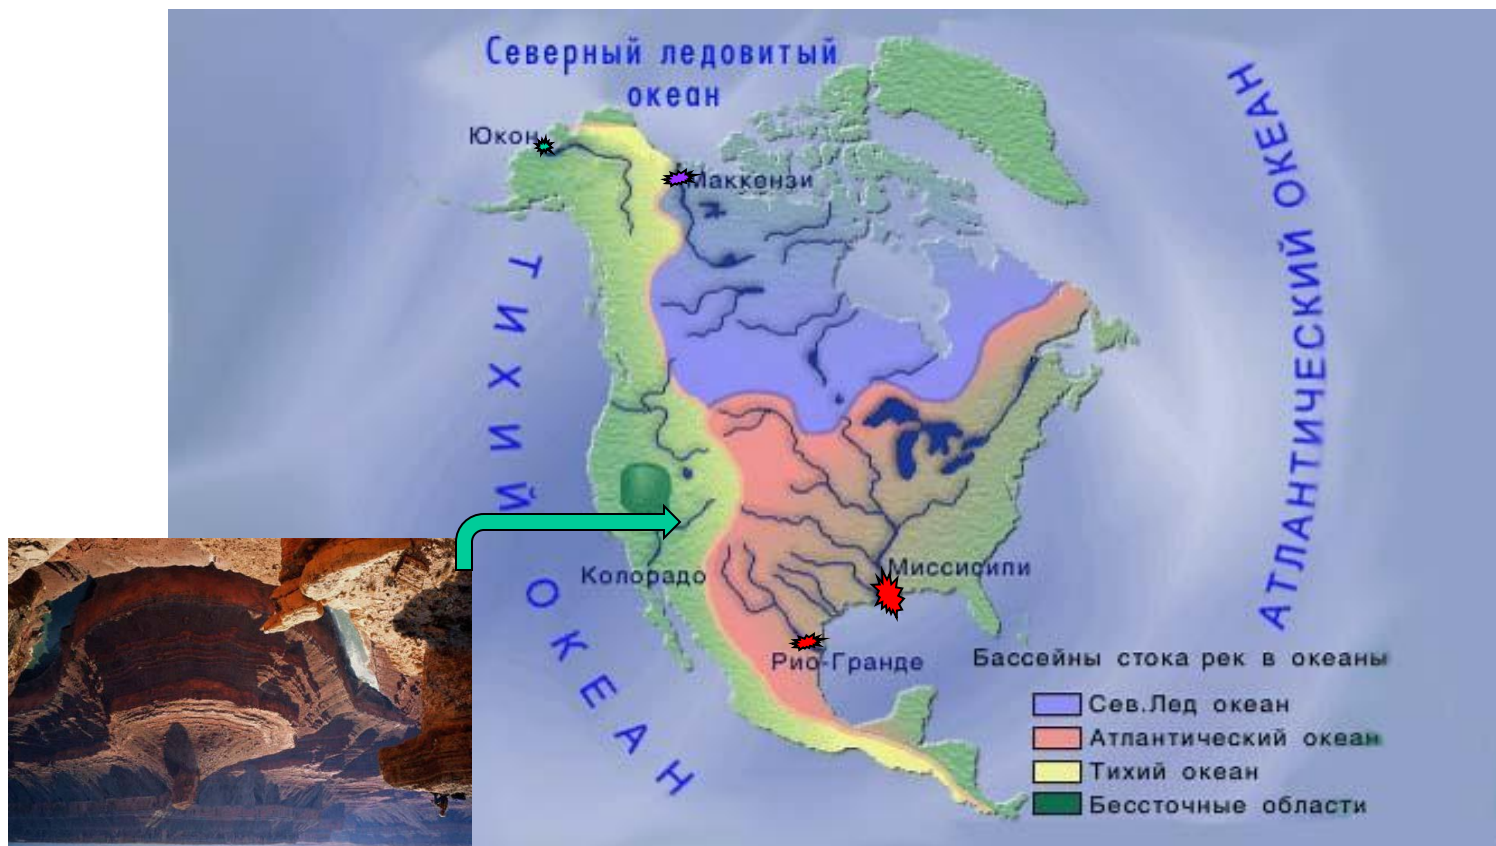 Северный ледовитый
океан
Юкон
Маккензи
ТИХИЙ ОКЕАН
АТЛАНТИЧЕСКИЙ ОКЕАН
Колорадо
Миссисипи
Рио-Гранде
Бассейны стока рек в океаны
Сев.Лед океан
Атлантический океан
Тихий океан
Бессточные области